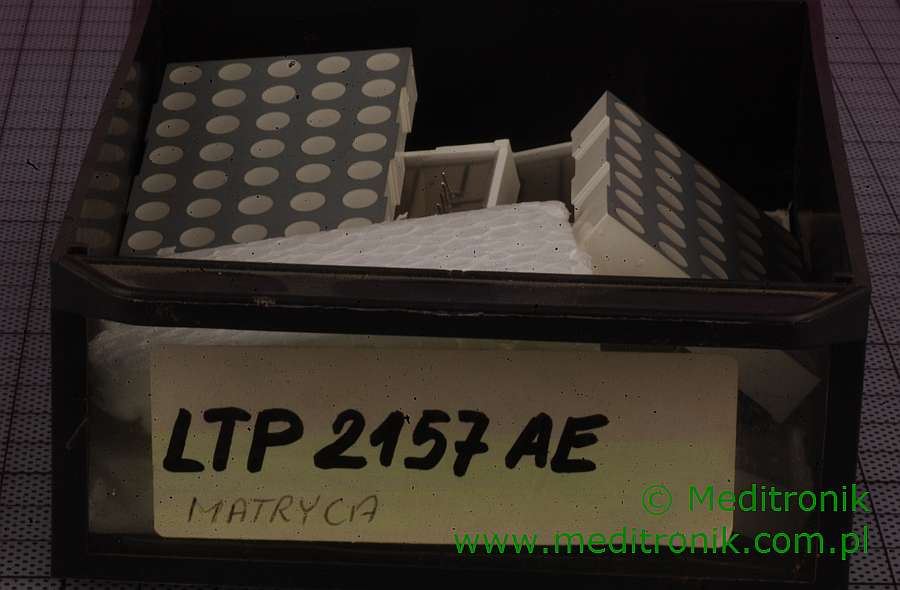 LTP 2157 AE
MATRYCA
© Meditronik
www.meditronik.com.pl